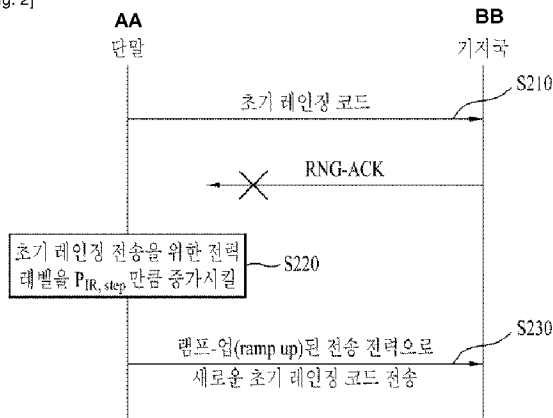 g. 2]
AA
BB
단말
기지국
S210
초기 레인징 코드
RNG-ACK
초기 레인징 전송을 위한 전력
레벨을 P_IR, step 만큼 증가시킴
S220
S230
램프-업(ramp up)된 전송 전력으로
새로운 초기 레인징 코드 전송